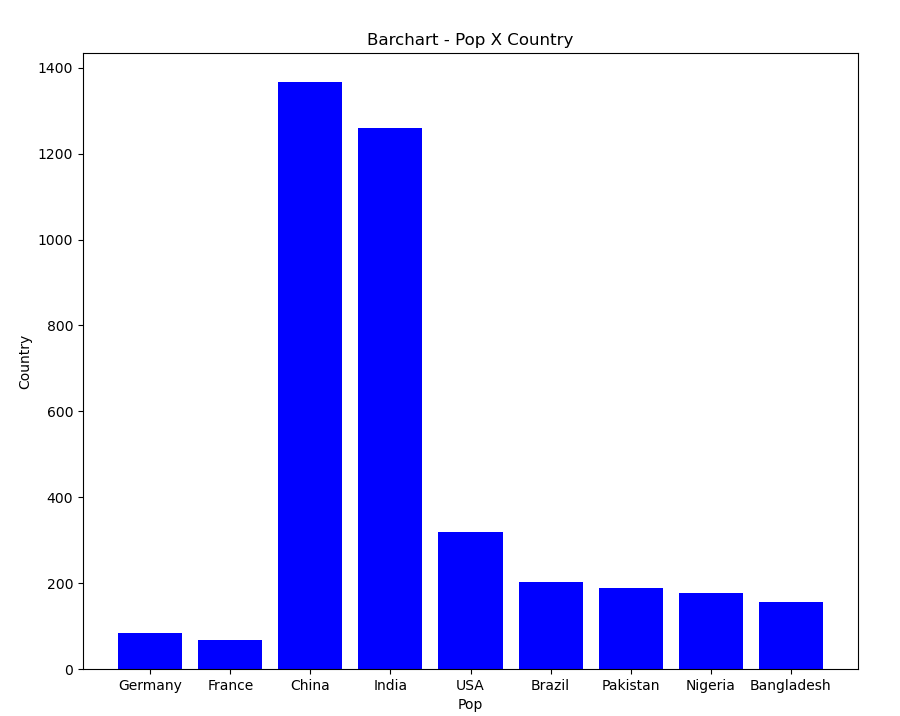 Barchart - Pop X Country
1400
1200
1000
800
600
400
200
0
Country
Germany France China India USA Brazil Pakistan Nigeria Bangladesh
Pop